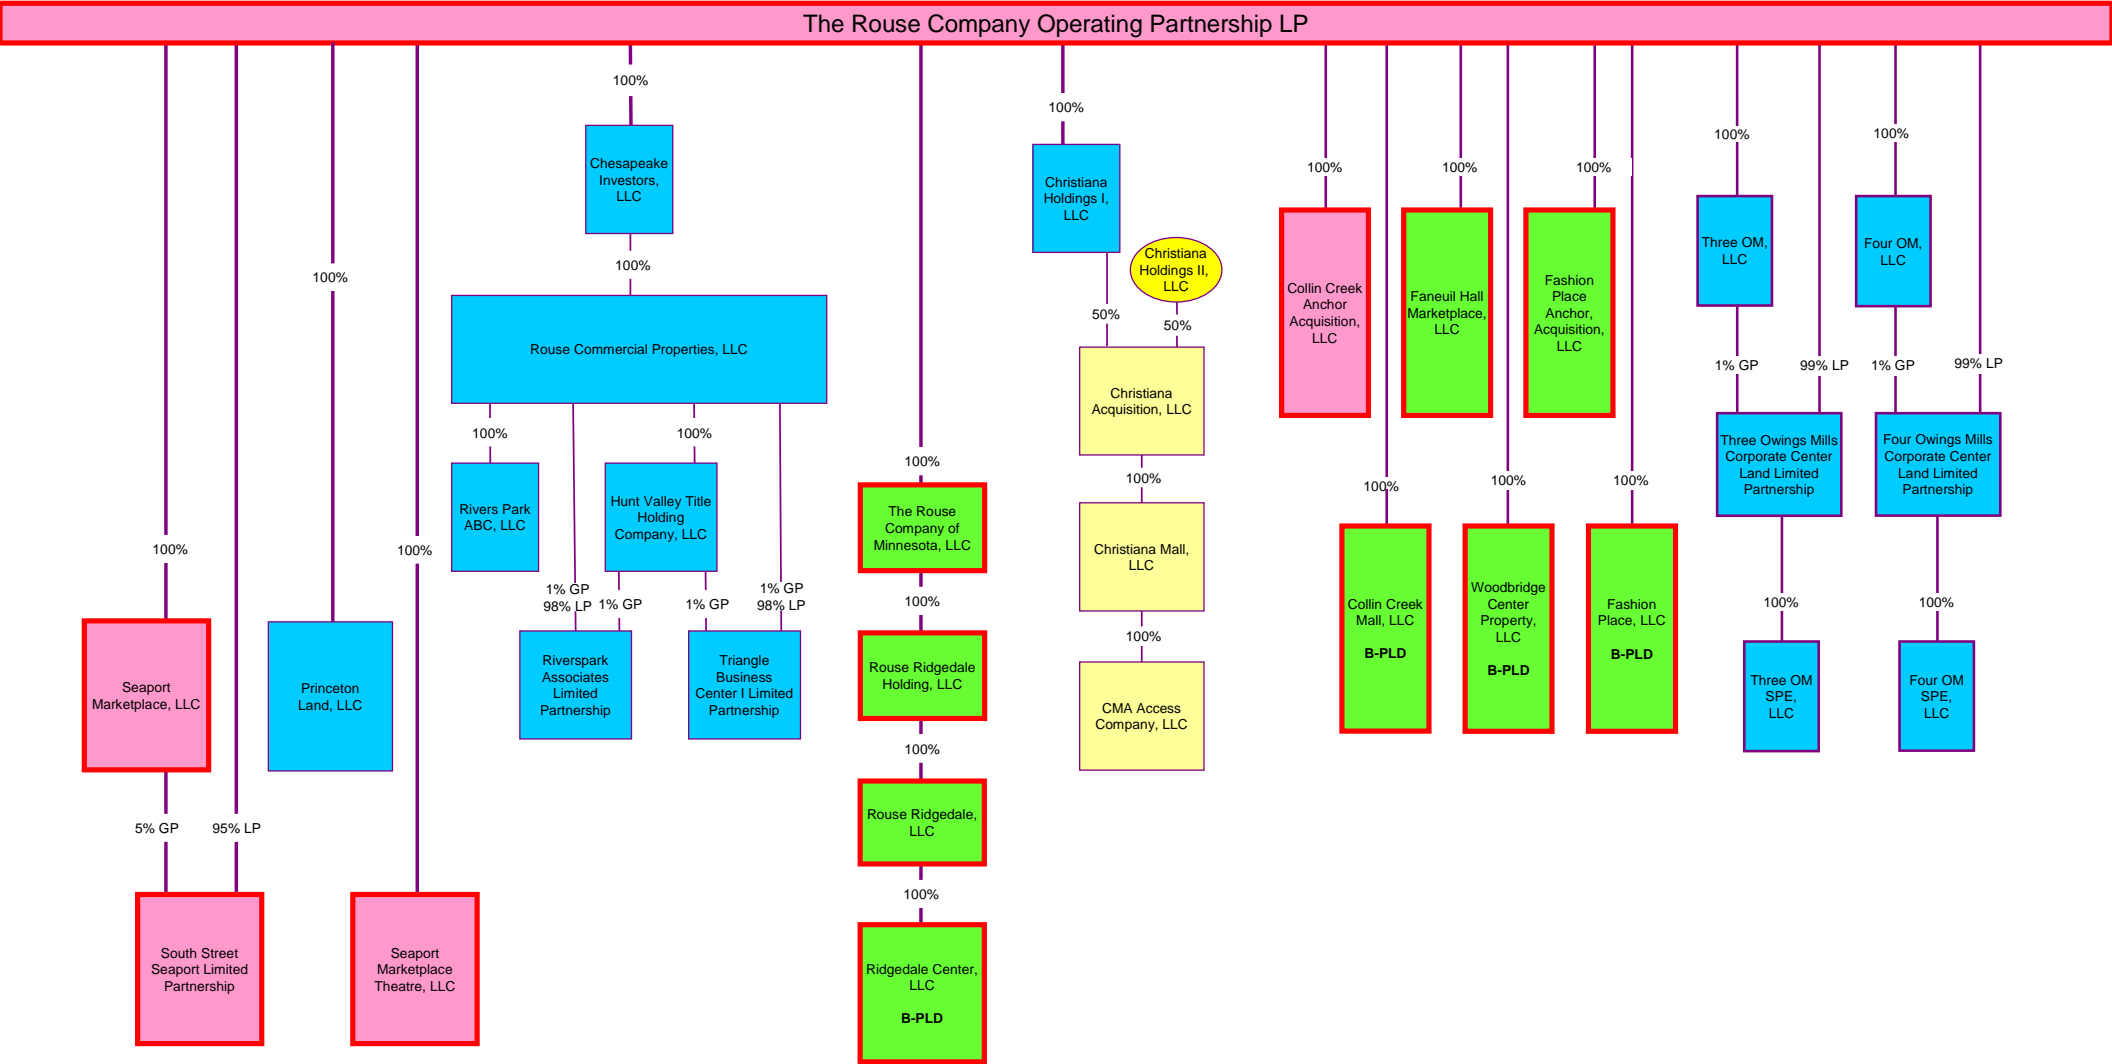 The Rouse Company Operating Partnership LP
100%
Seaport
Marketplace, LLC
5% GP
95% LP
South Street
Seaport Limited
Partnership
100%
Princeton
Land, LLC
100%
Seaport
Marketplace
Theatre, LLC
100%
Chesapeake
Investors,
LLC
100%
Rouse Commercial Properties, LLC
100%
Rivers Park
ABC, LLC
100%
Hunt Valley Title
Holding
Company, LLC
1% GP
98% LP
1% GP
1% GP
1% GP
98% LP
Riverspark
Associates
Limited
Partnership
Triangle
Business
Center I Limited
Partnership
100%
The Rouse
Company of
Minnesota, LLC
100%
Rouse Ridgedale
Holding, LLC
100%
Rouse Ridgedale,
LLC
100%
Ridgedale Center,
LLC
B-PLD
100%
Christiana
Holdings I,
LLC
Christiana
Holdings II,
LLC
50%
50%
Christiana
Acquisition, LLC
100%
Christiana Mall,
LLC
100%
CMA Access
Company, LLC
100%
Collin Creek
Anchor
Acquisition,
LLC
100%
Faneuil Hall
Marketplace,
LLC
100%
Fashion
Place
Anchor,
Acquisition,
LLC
100%
Collin Creek
Mall, LLC
B-PLD
100%
Woodbridge
Center
Property,
LLC
B-PLD
100%
Fashion
Place, LLC
B-PLD
100%
Three OM,
LLC
1% GP
99% LP
Three Owings Mills
Corporate Center
Land Limited
Partnership
100%
Three OM
SPE,
LLC
100%
Four OM,
LLC
1% GP
99% LP
Four Owings Mills
Corporate Center
Land Limited
Partnership
100%
Four OM
SPE,
LLC